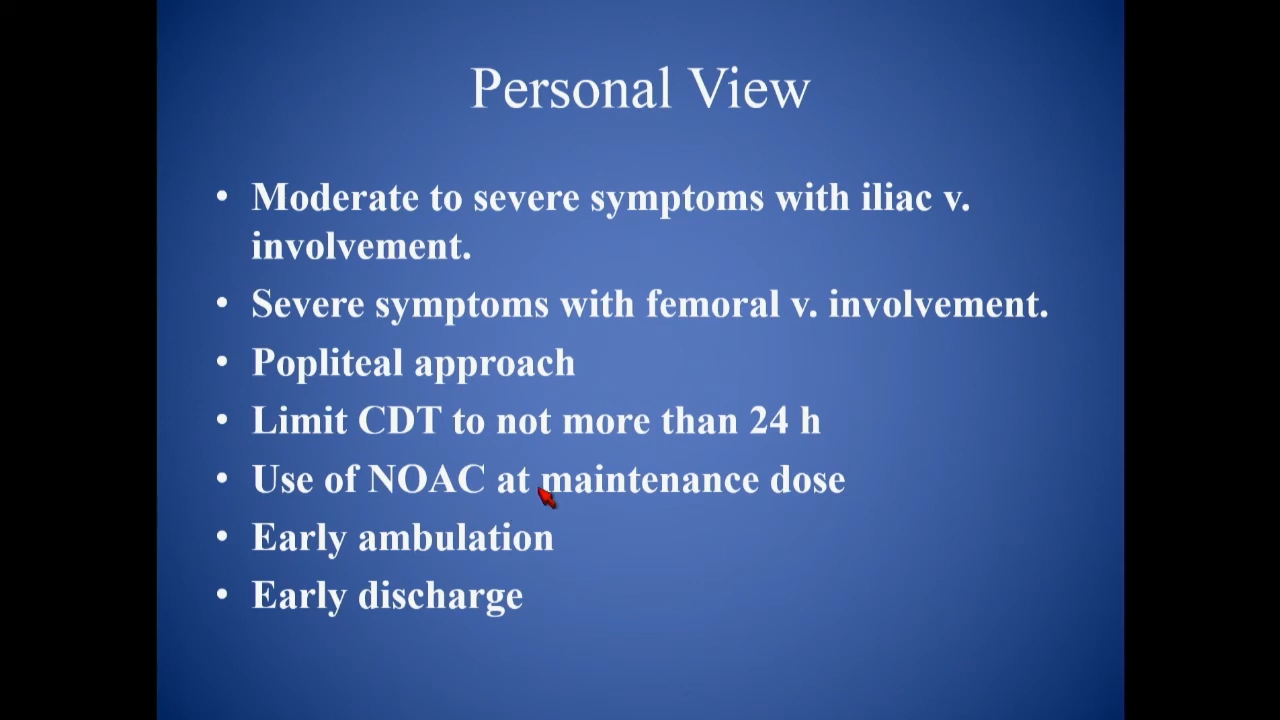 Personal View
• Moderate to severe symptoms with iliac v.
involvement.
• Severe symptoms with femoral v. involvement.
• Popliteal approach
• Limit CDT to not more than 24 h
• Use of NOAC at maintenance dose
• Early ambulation
• Early discharge